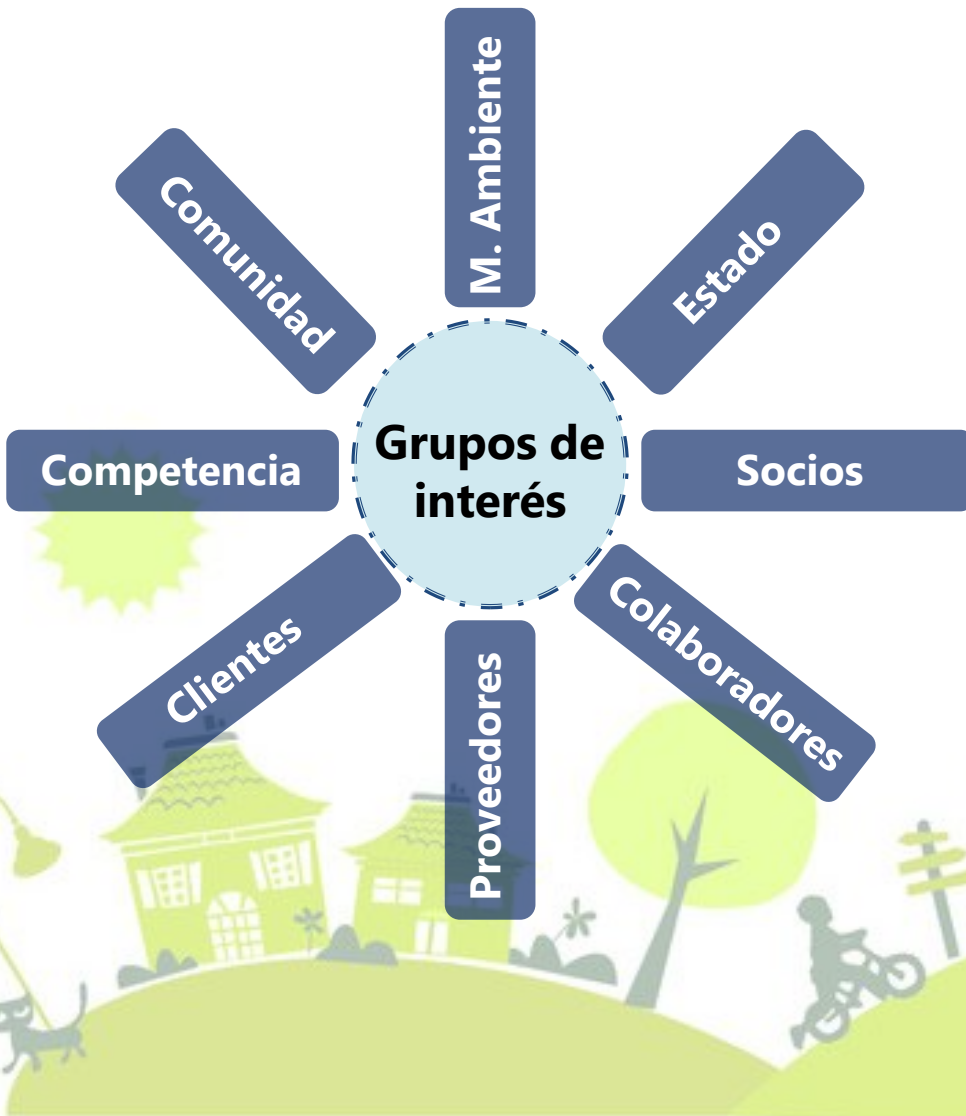 M. Ambiente
Comunidad
Estado
Grupos de
interés
Competencia
Socios
Clientes
Colaboradores
Proveedores